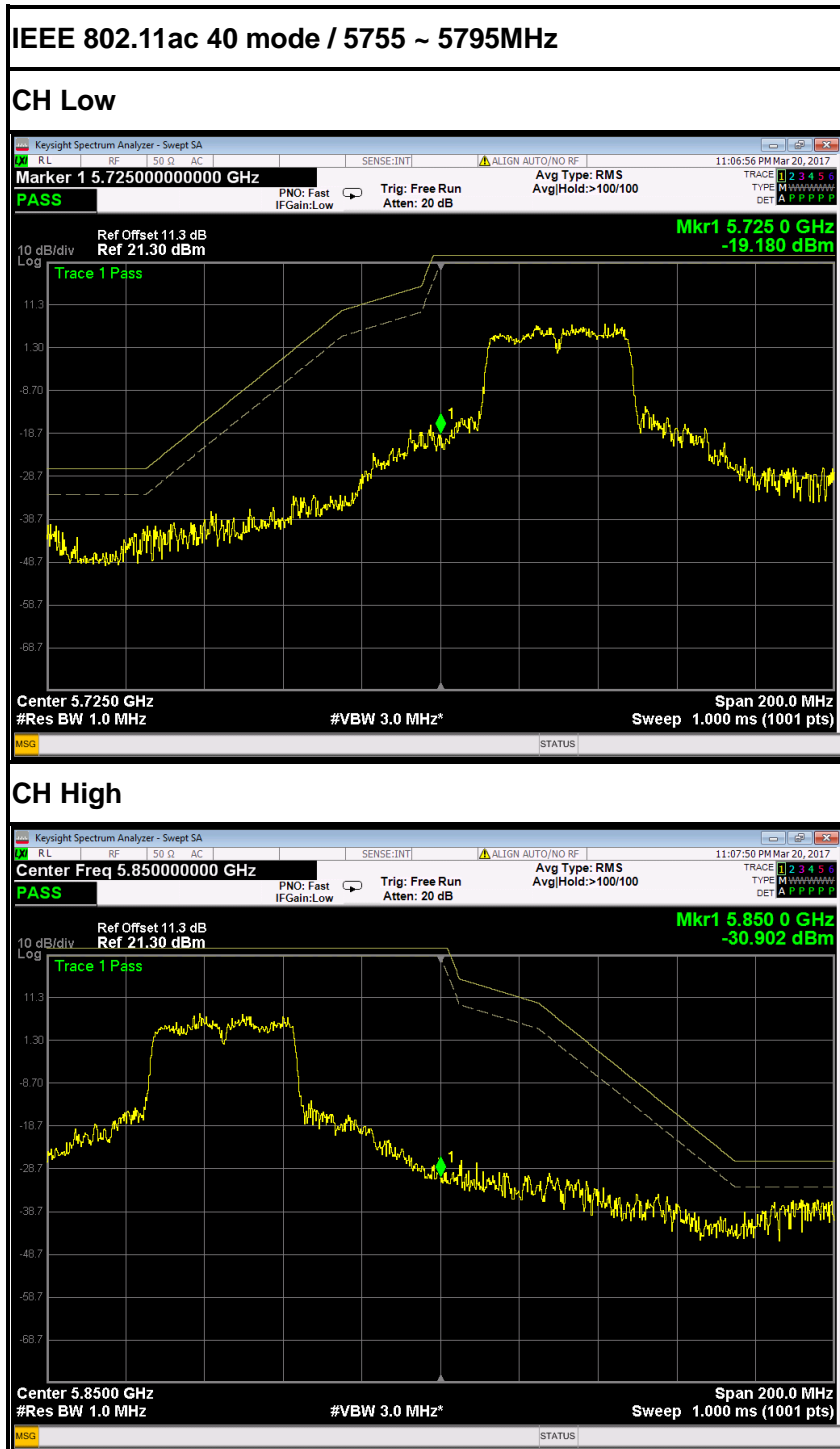 IEEE 802.11ac 40 mode / 5755 ~ 5795MHz
CH Low
Keysight Spectrum Analyzer - Swept SA
LXI RL RF 50 Ω AC SENSE:INT ALIGN AUTO/NO RF 11:06:56 PM Mar 20, 2017
Marker 1 5.725000000000 GHz Avg Type: RMS TRACE 1 2 3 4 5 6
PASS PNO: Fast Trig: Free Run Avg|Hold:>100/100 TYPE M WWWWW
IFGain:Low Atten: 20 dB DET A P P P P P
Mkr1 5.725 0 GHz
Ref Offset 11.3 dB
10 dB/div Ref 21.30 dBm -19.180 dBm
Log
Trace 1 Pass
11.3
1.30
-8.70
1
-18.7
-28.7
-38.7
-48.7
-58.7
-68.7
Center 5.7250 GHz Span 200.0 MHz
#Res BW 1.0 MHz #VBW 3.0 MHz* Sweep 1.000 ms (1001 pts)
MSG STATUS
CH High
Keysight Spectrum Analyzer - Swept SA
LXI RL RF 50 Ω AC SENSE:INT ALIGN AUTO/NO RF 11:07:50 PM Mar 20, 2017
Center Freq 5.850000000 GHz Avg Type: RMS TRACE 1 2 3 4 5 6
PASS PNO: Fast Trig: Free Run Avg|Hold:>100/100 TYPE M WWWWW
IFGain:Low Atten: 20 dB DET A P P P P P
Mkr1 5.850 0 GHz
Ref Offset 11.3 dB
10 dB/div Ref 21.30 dBm -30.902 dBm
Log
Trace 1 Pass
11.3
1.30
-8.70
-18.7
1
-28.7
-38.7
-48.7
-58.7
-68.7
Center 5.8500 GHz Span 200.0 MHz
#Res BW 1.0 MHz #VBW 3.0 MHz* Sweep 1.000 ms (1001 pts)
MSG STATUS